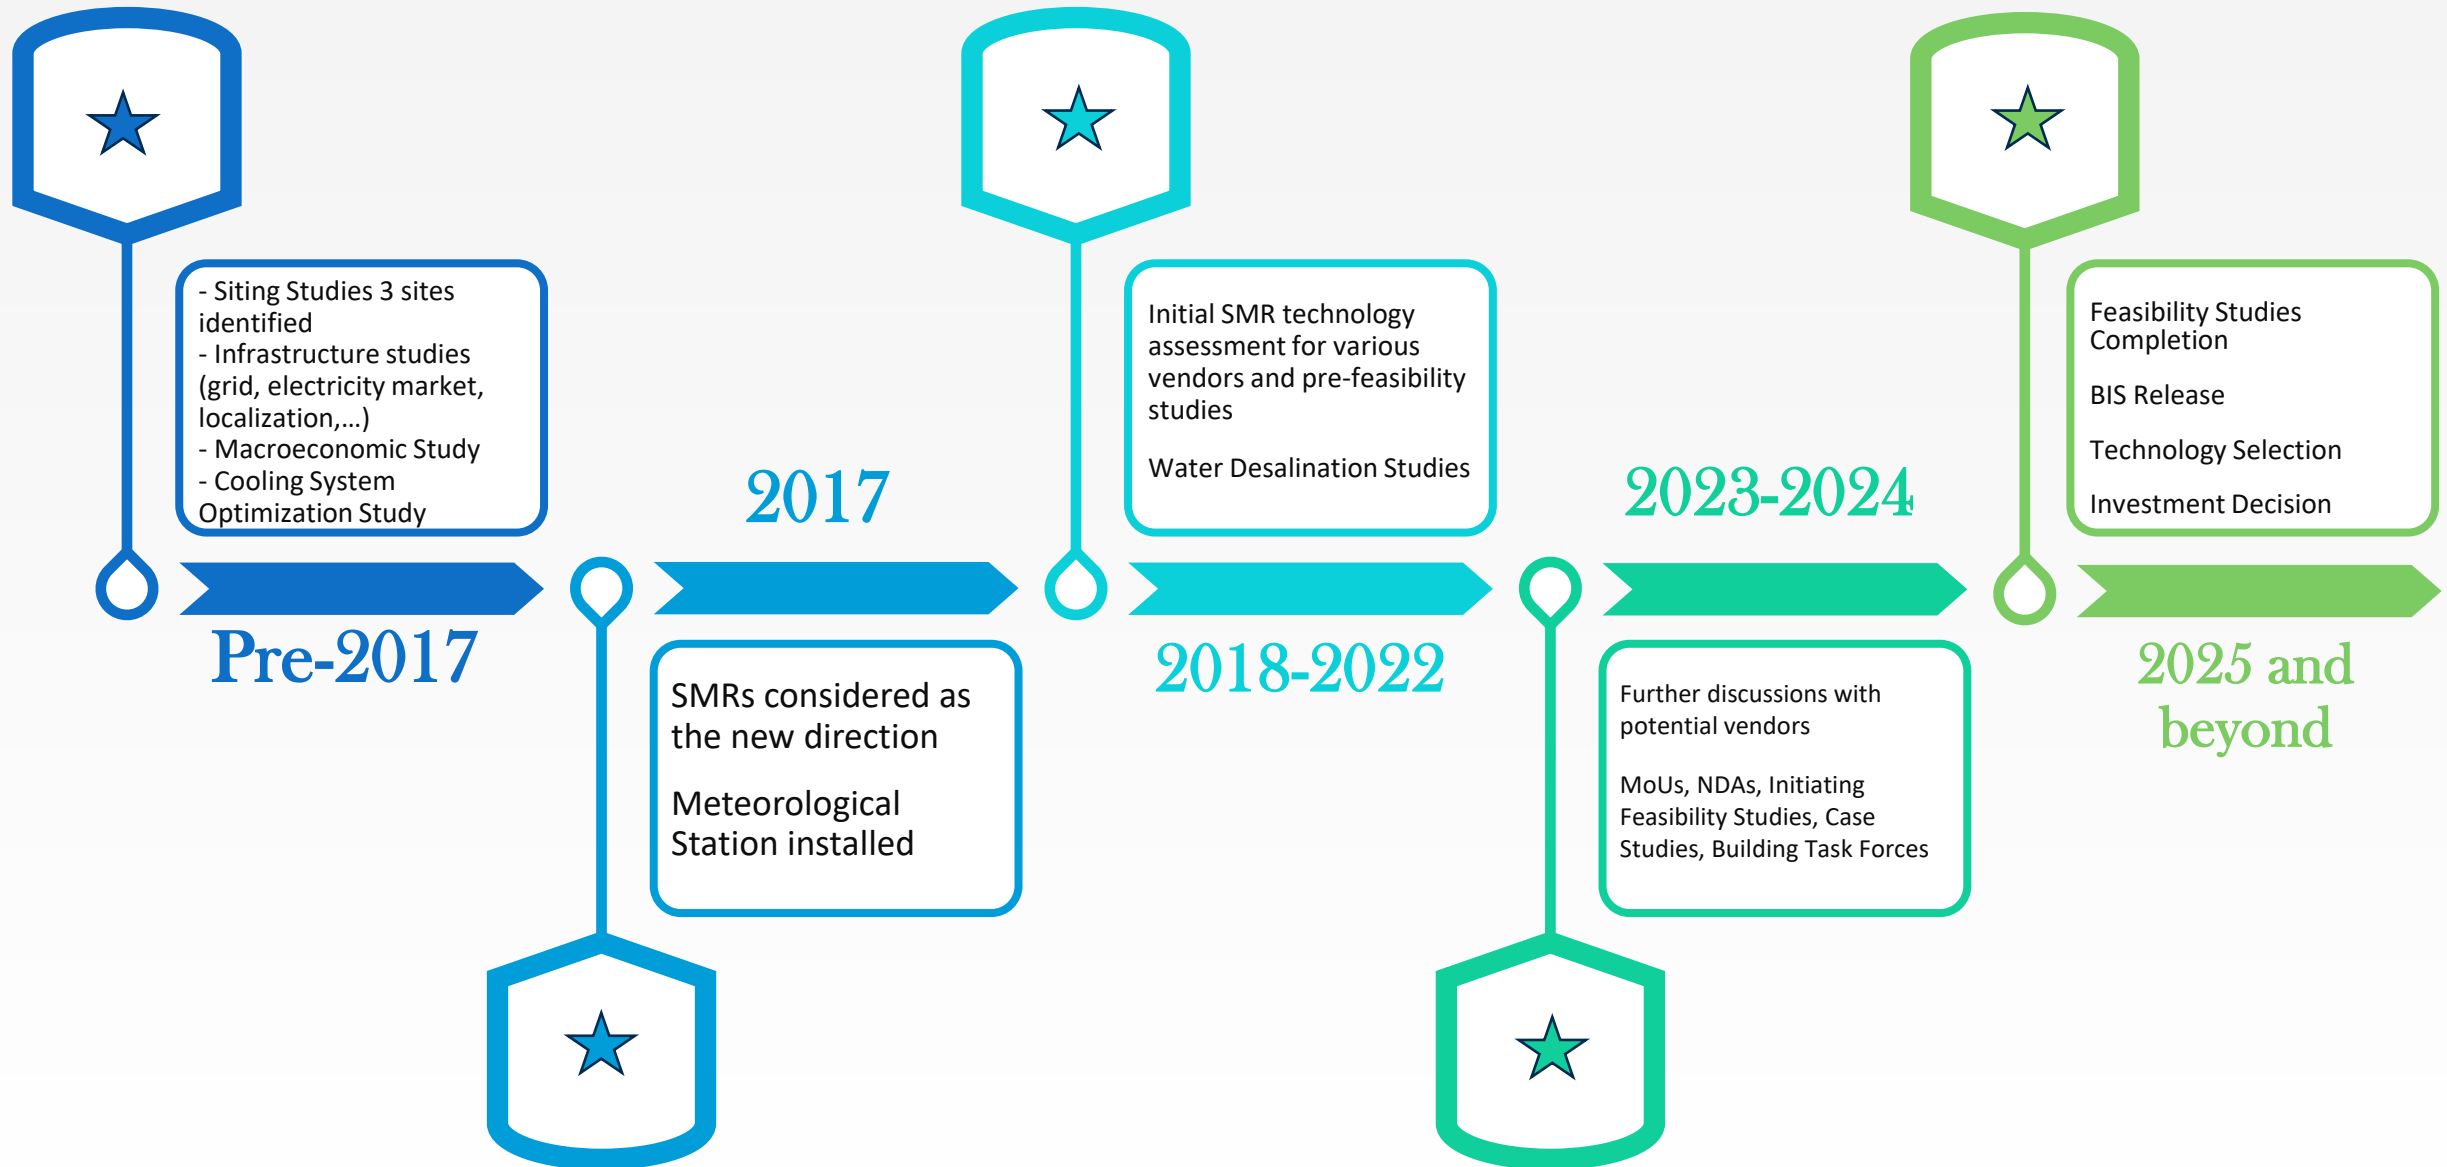 - Siting Studies 3 sites
identified
- Infrastructure studies
(grid, electricity market,
localization,...)
- Macroeconomic Study
- Cooling System
Optimization Study
Pre-2017
2017
SMRs considered as
the new direction
Meteorological
Station installed
Initial SMR technology
assessment for various
vendors and pre-feasibility
studies
Water Desalination Studies
2018-2022
2023-2024
Further discussions with
potential vendors
MoUs, NDAs, Initiating
Feasibility Studies, Case
Studies, Building Task Forces
Feasibility Studies
Completion
BIS Release
Technology Selection
Investment Decision
2025 and
beyond